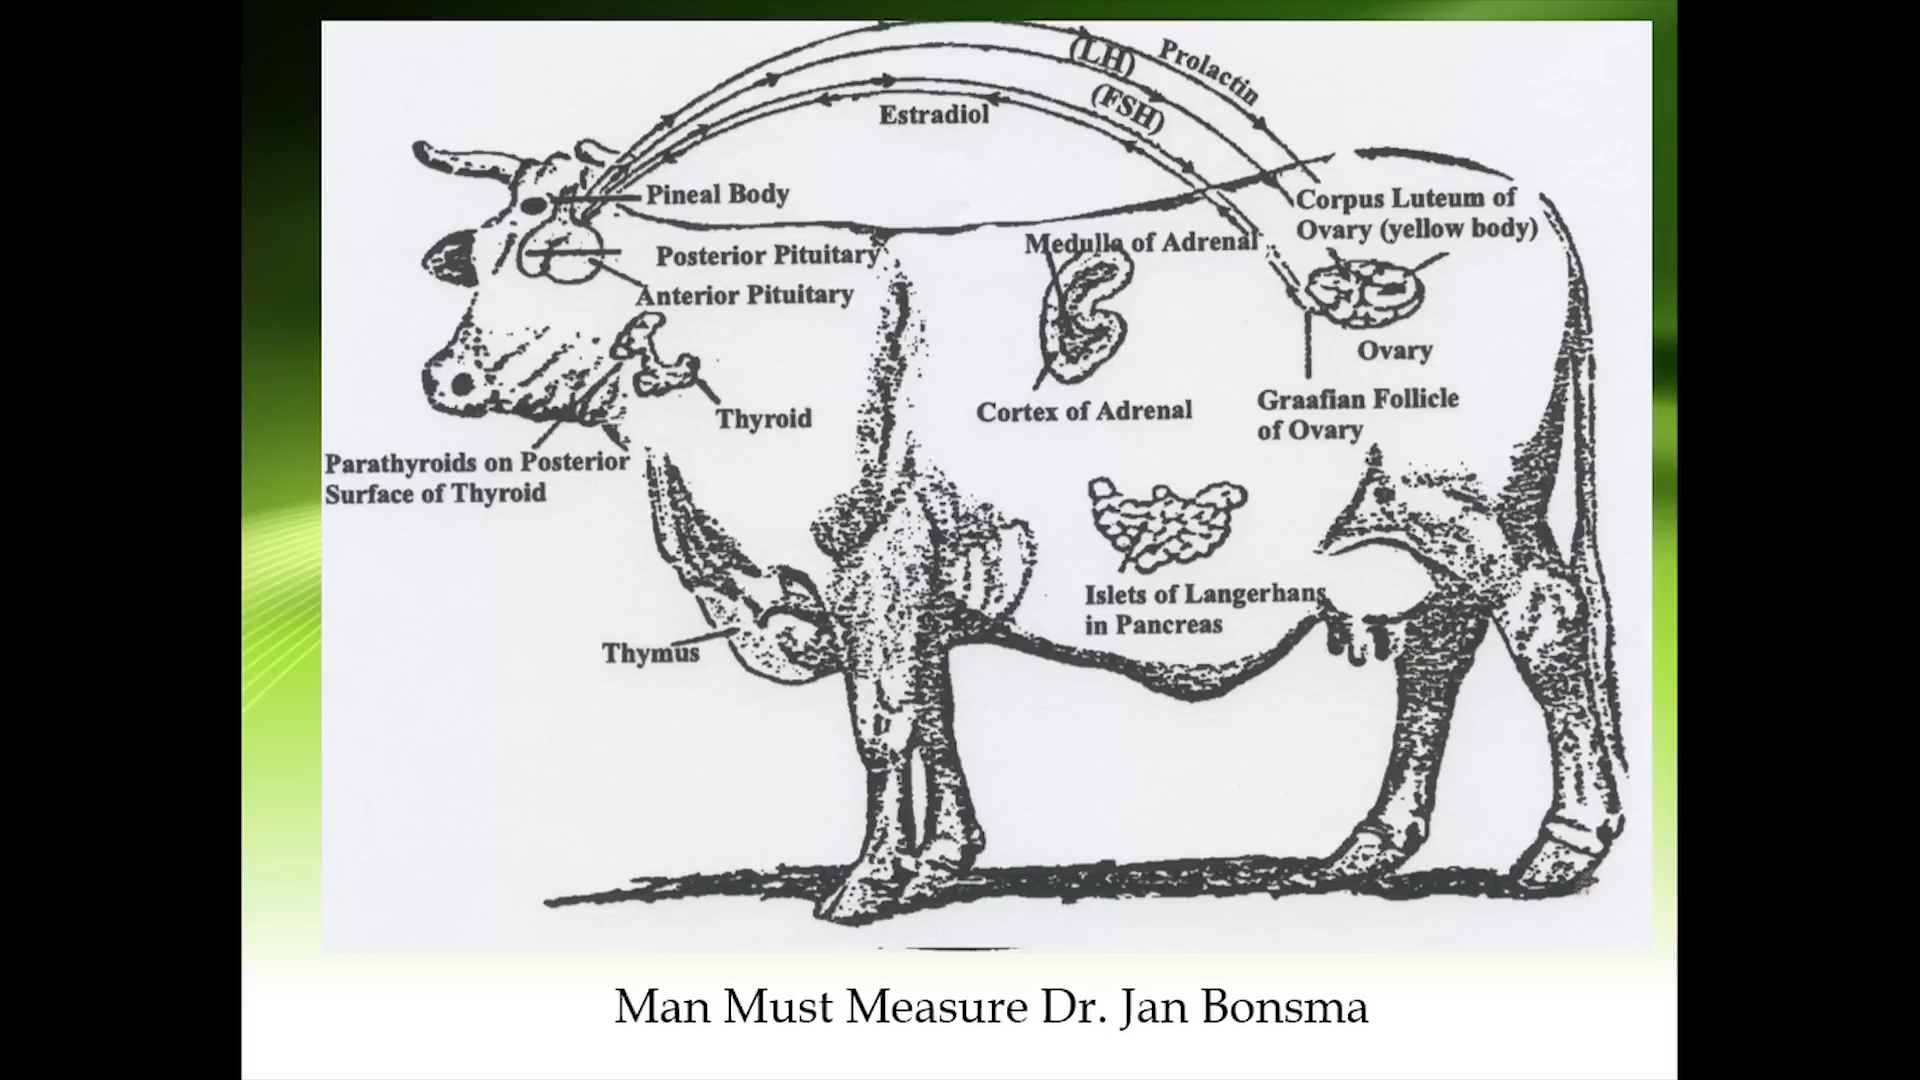 Prolactin
(LH)
(FSH)
Estradiol
Pineal Body
Corpus Luteum of
Ovary (yellow body)
Medulla of Adrenal
Posterior Pituitary
Anterior Pituitary
Ovary
Thyroid
Cortex of Adrenal
Graafian Follicle
of Ovary
Parathyroids on Posterior
Surface of Thyroid
Islets of Langerhans
in Pancreas
Thymus
Man Must Measure Dr. Jan Bonsma